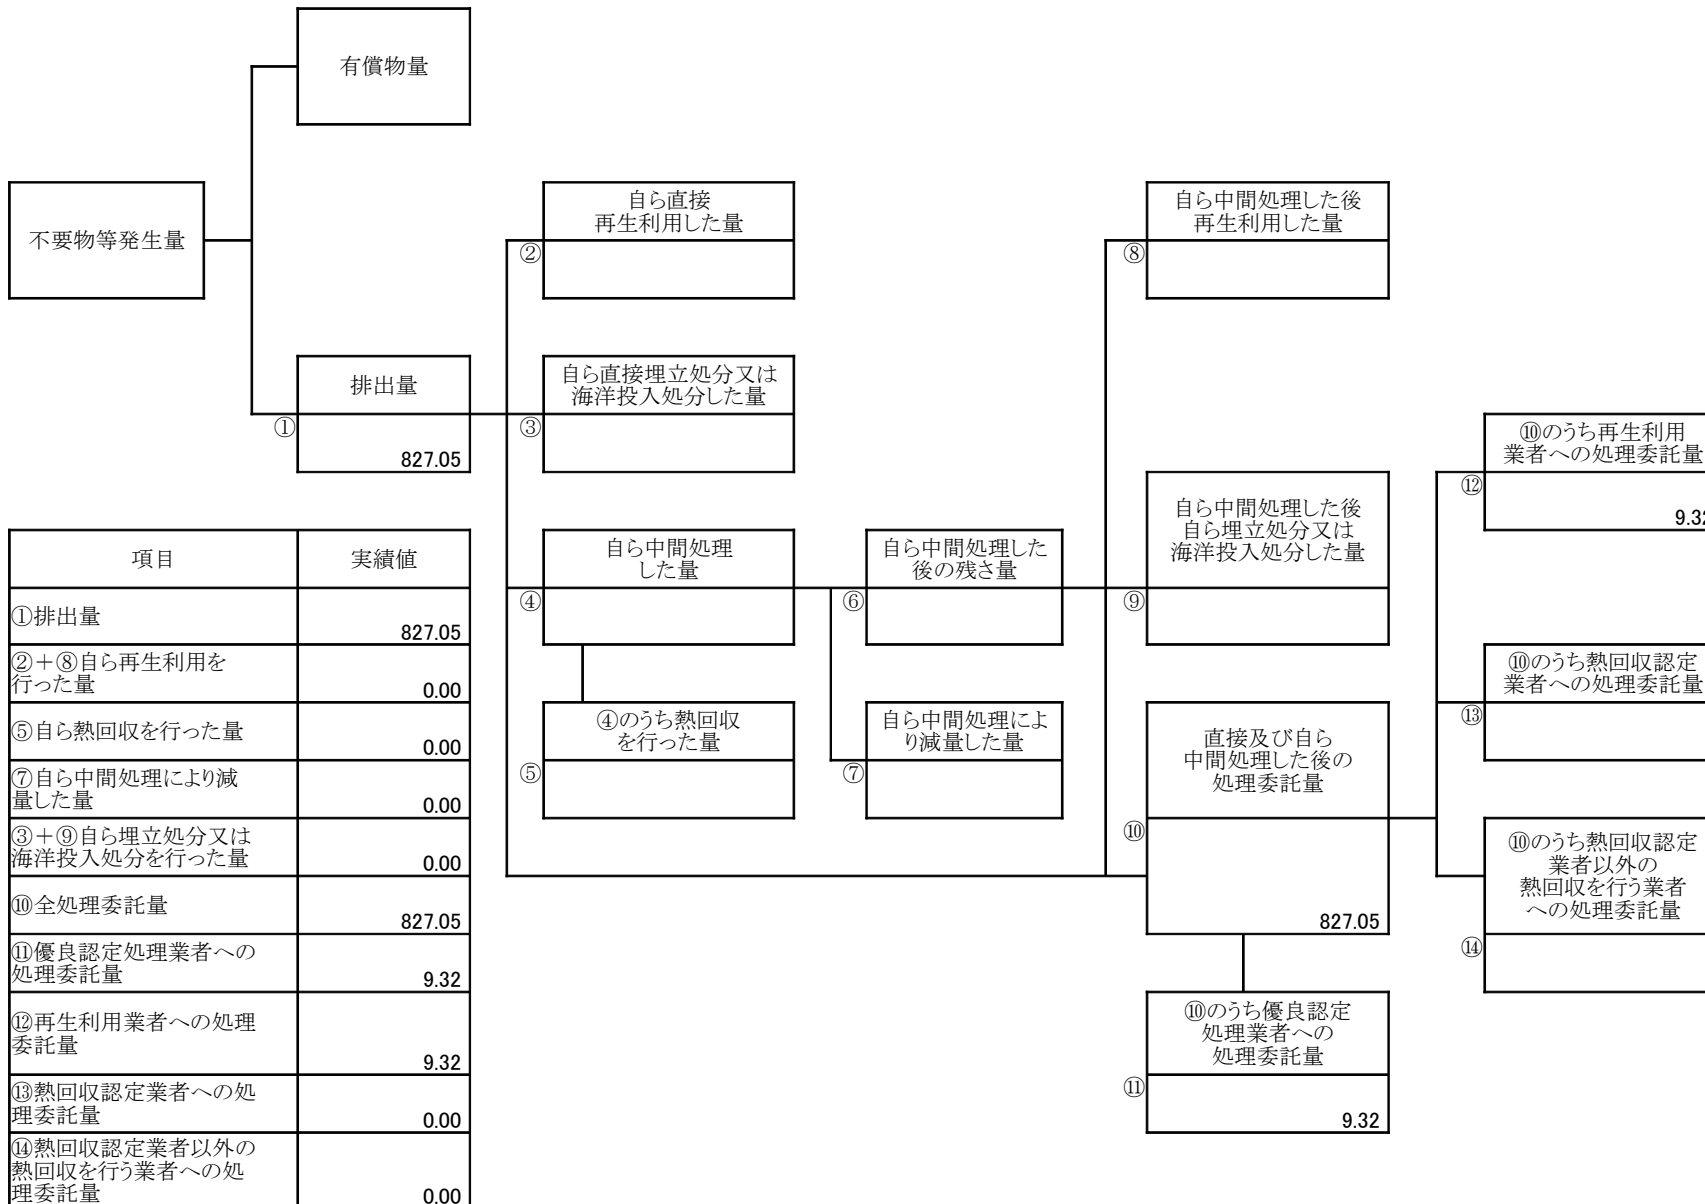 有償物量
不要物等発生量
自ら直接
再生利用した量
②
自ら中間処理した後
再生利用した量
⑧
排出量
①
827.05
自ら直接埋立処分又は
海洋投入処分した量
③
⑩のうち再生利用
業者への処理委託量
⑫
9.32
自ら中間処理
した量
④
自ら中間処理した
後の残さ量
⑥
自ら中間処理した後
自ら埋立処分又は
海洋投入処分した量
⑨
⑩のうち熱回収認定
業者への処理委託量
⑬
④のうち熱回収
を行った量
⑤
自ら中間処理によ
り減量した量
⑦
直接及び自ら
中間処理した後の
処理委託量
⑩
827.05
⑩のうち熱回収認定
業者以外の
熱回収を行う業者
への処理委託量
⑭
⑩のうち優良認定
処理業者への
処理委託量
⑪
9.32
項目 実績値
①排出量
827.05
②+⑧自ら再生利用を
行った量
0.00
⑤自ら熱回収を行った量
0.00
⑦自ら中間処理により減
量した量
0.00
③+⑨自ら埋立処分又は
海洋投入処分を行った量
0.00
⑩全処理委託量
827.05
⑪優良認定処理業者への
処理委託量
9.32
⑫再生利用業者への処理
委託量
9.32
⑬熱回収認定業者への処
理委託量
0.00
⑭熱回収認定業者以外の
熱回収を行う業者への処
理委託量
0.00